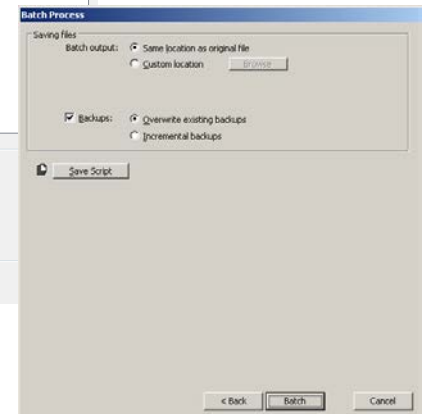 Batch Process
Saving files
Batch output: Same location as original file
Custom location Browse
Backups: Overwrite existing backups
Incremental backups
Save Script
< Back Batch Cancel